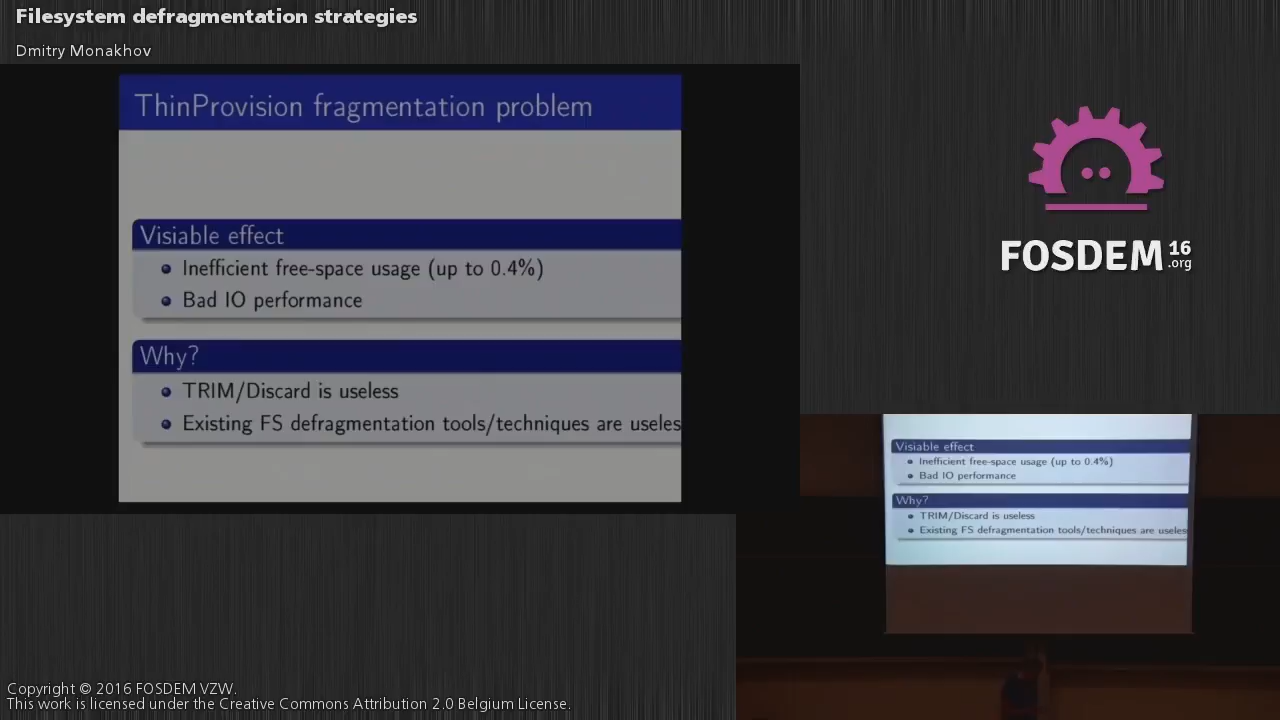 Filesystem defragmentation strategies
Dmitry Monakhov
ThinProvision fragmentation problem
Visiable effect
Inefficient free-space usage (up to 0.4%)
Bad IO performance
Why?
TRIM/Discard is useless
Existing FS defragmentation tools/techniques are useles
FOSDEM 16
.org
Visiable effect
Inefficient free-space usage (up to 0.4%)
Bad IO performance
Why?
TRIM/Discard is useless
Existing FS defragmentation tools/techniques are useles
Copyright © 2016 FOSDEM VZW.
This work is licensed under the Creative Commons Attribution 2.0 Belgium License.